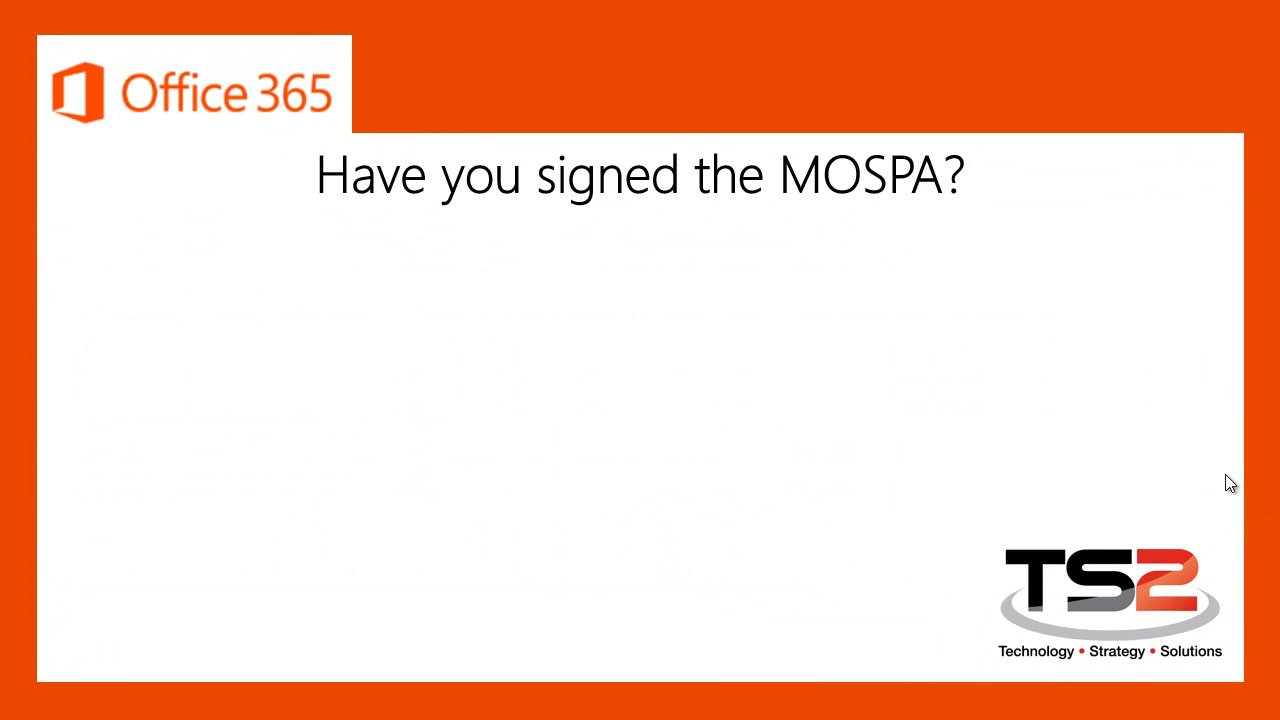 Office 365
Have you signed the MOSPA?
TS2
Technology • Strategy • Solutions